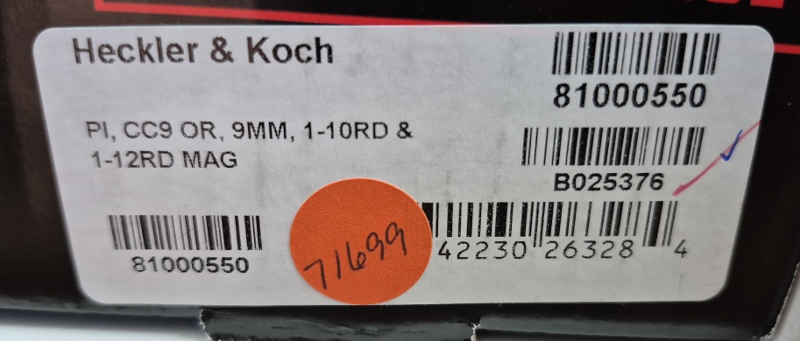 Heckler & Koch
81000550
PI, CC9 OR, 9MM, 1-10RD &
1-12RD MAG
B025376
81000550
71699
42230 26328 4